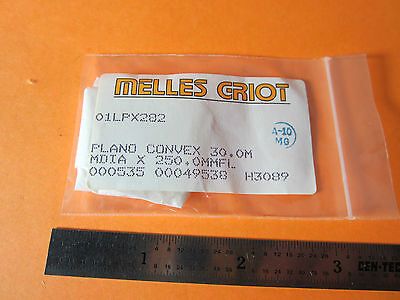 MELLES GRIOT
01LPX282
A-10
MG
PLANO CONVEX 30.0M
MDIA X 250.0MMFL
000535 00049538 H3089
1 2 3
CEN-TEC